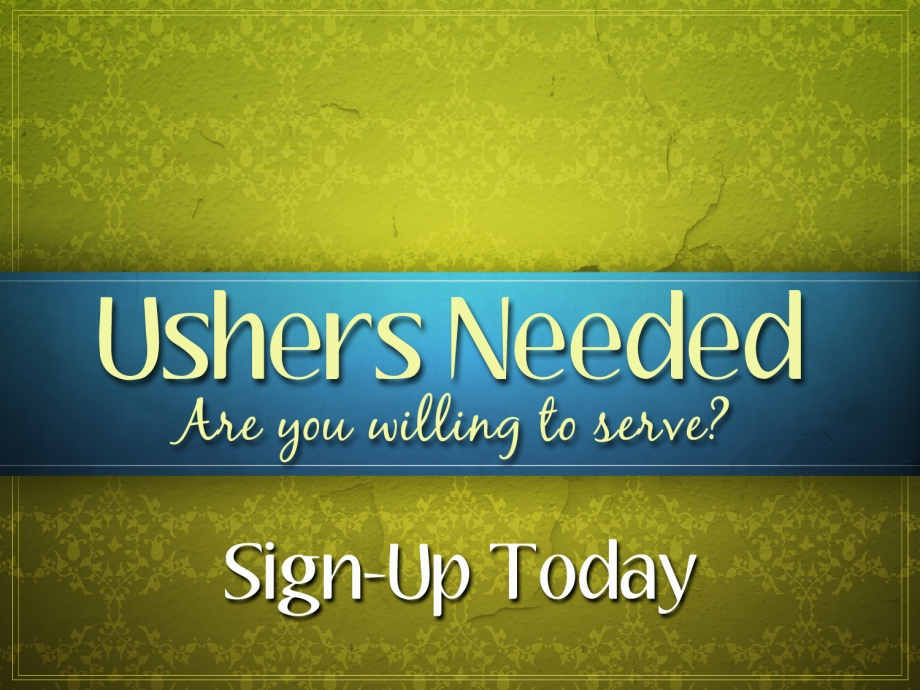 Ushers Needed
Are you willing to serve?
Sign-Up Today